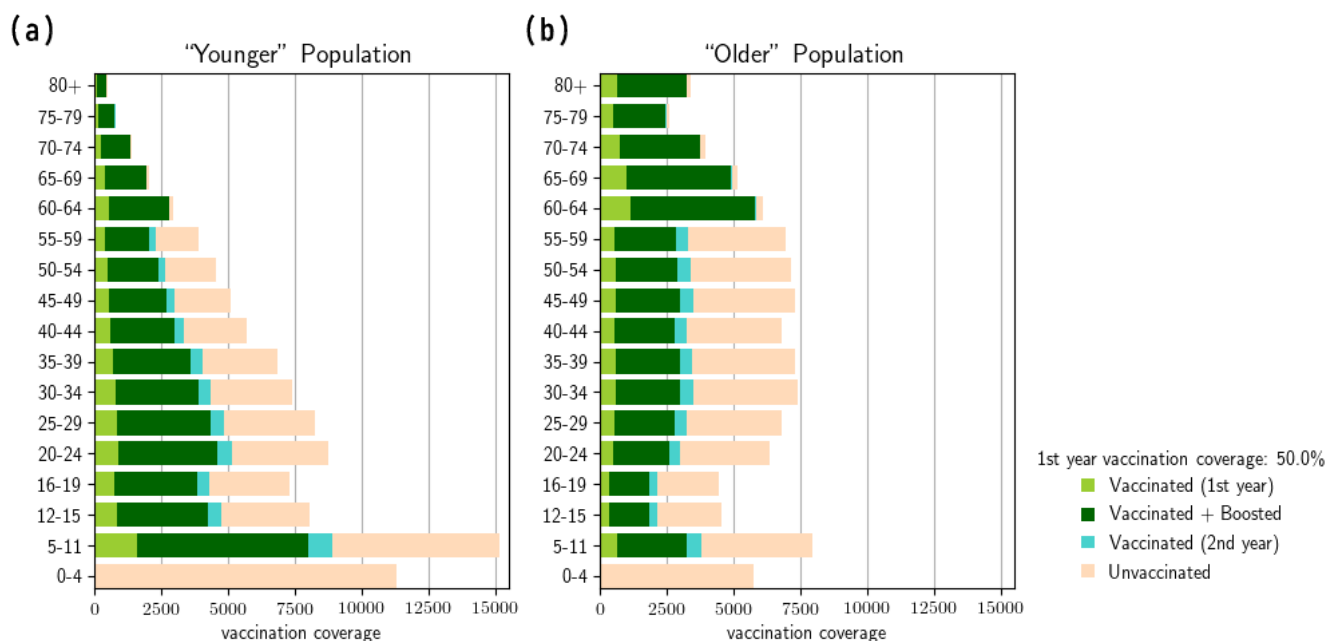 (a)
“Younger” Population
80+
75-79
70-74
65-69
60-64
55-59
50-54
45-49
40-44
35-39
30-34
25-29
20-24
16-19
12-15
5-11
0-4
0 2500 5000 7500 10000 12500 15000
vaccination coverage
(b)
“Older” Population
80+
75-79
70-74
65-69
60-64
55-59
50-54
45-49
40-44
35-39
30-34
25-29
20-24
16-19
12-15
5-11
0-4
0 2500 5000 7500 10000 12500 15000
vaccination coverage
1st year vaccination coverage: 50.0%
Vaccinated (1st year)
Vaccinated + Boosted
Vaccinated (2nd year)
Unvaccinated